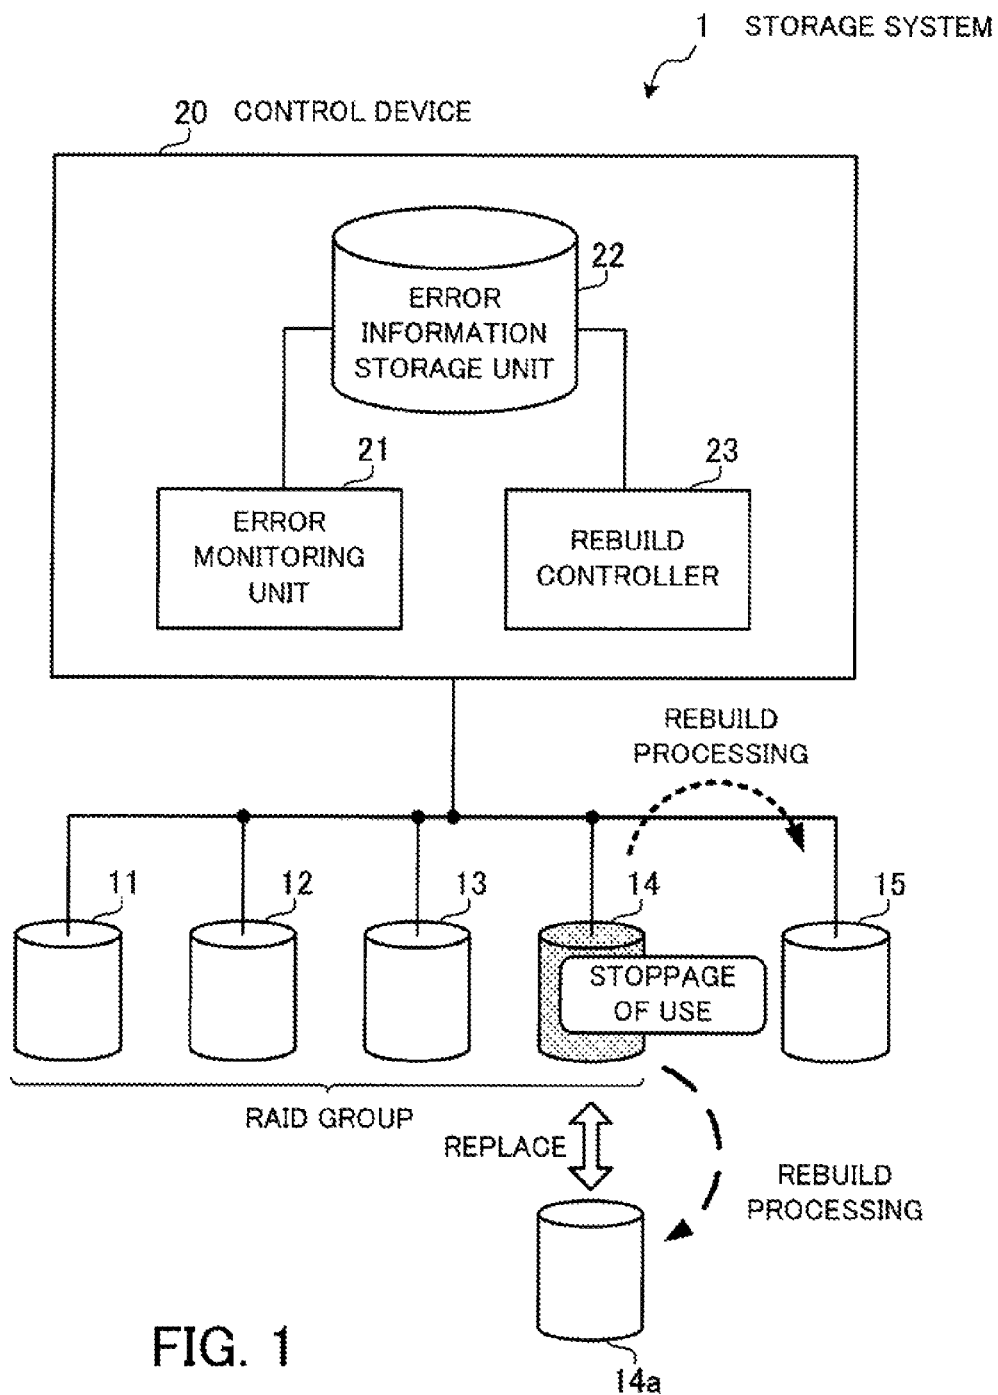 1 STORAGE SYSTEM
20 CONTROL DEVICE
22
ERROR
INFORMATION
STORAGE UNIT
21
23
ERROR
MONITORING
UNIT
REBUILD
CONTROLLER
REBUILD
PROCESSING
11
12
13
14
15
STOPPAGE
OF USE
RAID GROUP
REPLACE
REBUILD
PROCESSING
FIG. 1
14a